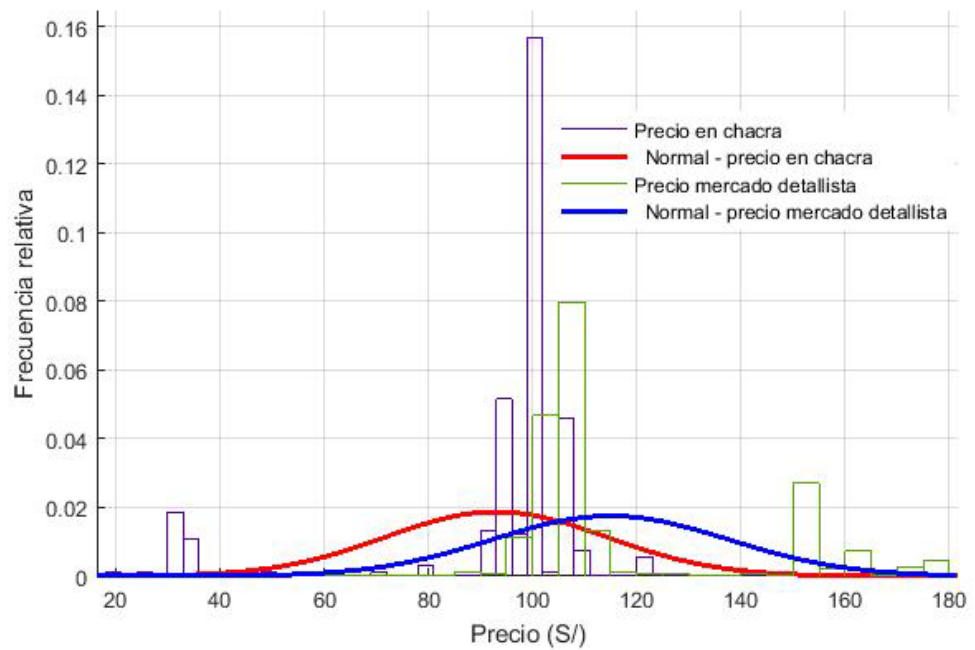 0.16
0.14
0.12
0.1
0.08
0.06
0.04
0.02
0
Frecuencia relativa
Precio en chacra
Normal - precio en chacra
Precio mercado detallista
Normal - precio mercado detallista
20 40 60 80 100 120 140 160 180
Precio (S/)